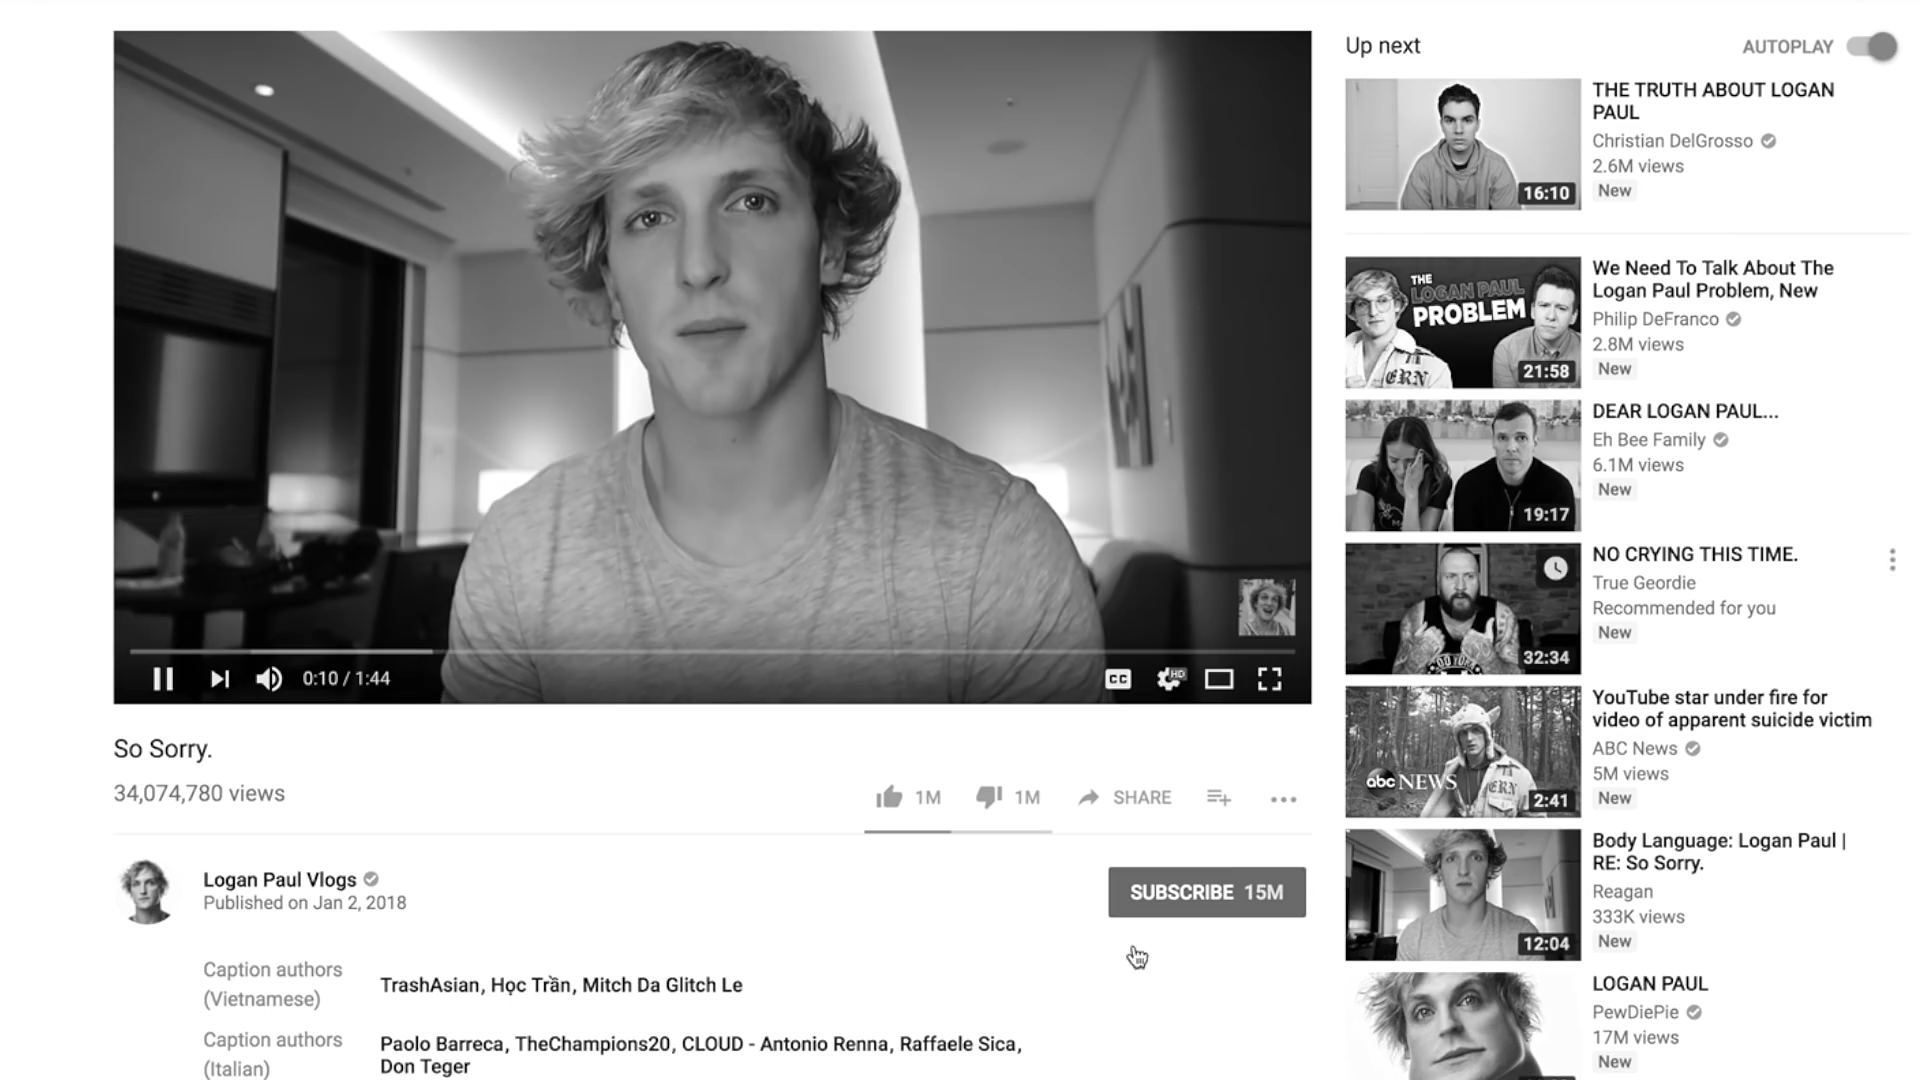 0:10 / 1:44
CC
HD
So Sorry.
34,074,780 views
1M
1M
SHARE
Logan Paul Vlogs
Published on Jan 2, 2018
SUBSCRIBE 15M
Caption authors
(Vietnamese)
TrashAsian, Học Trần, Mitch Da Glitch Le
Caption authors
(Italian)
Paolo Barreca, TheChampions20, CLOUD - Antonio Renna, Raffaele Sica,
Don Teger
Up next
AUTOPLAY
16:10
THE TRUTH ABOUT LOGAN
PAUL
Christian DelGrosso
2.6M views
New
THE
LOGAN PAUL
PROBLEM
ERN
21:58
We Need To Talk About The
Logan Paul Problem, New
Philip DeFranco
2.8M views
New
19:17
DEAR LOGAN PAUL...
Eh Bee Family
6.1M views
New
32:34
NO CRYING THIS TIME.
True Geordie
Recommended for you
New
abc NEWS
ERN
2:41
YouTube star under fire for
video of apparent suicide victim
ABC News
5M views
New
12:04
Body Language: Logan Paul |
RE: So Sorry.
Reagan
333K views
New
LOGAN PAUL
PewDiePie
17M views
New